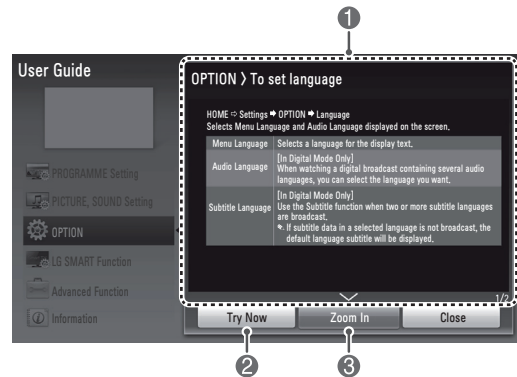 1
User Guide
PROGRAMME Setting
PICTURE, SOUND Setting
OPTION
LG SMART Function
Advanced Function
Information
OPTION 〉 To set language
HOME ⇨ Settings ➡ OPTION ➡ Language
Selects Menu Language and Audio Language displayed on the screen.
Menu Language Selects a language for the display text.
Audio Language [In Digital Mode Only]
When watching a digital broadcast containing several audio
languages, you can select the language you want.
Subtitle Language [In Digital Mode Only]
Use the Subtitle function when two or more subtitle languages
are broadcast.
If subtitle data in a selected language is not broadcast, the
default language subtitle will be displayed.
1/2
Try Now Zoom In Close
2 3